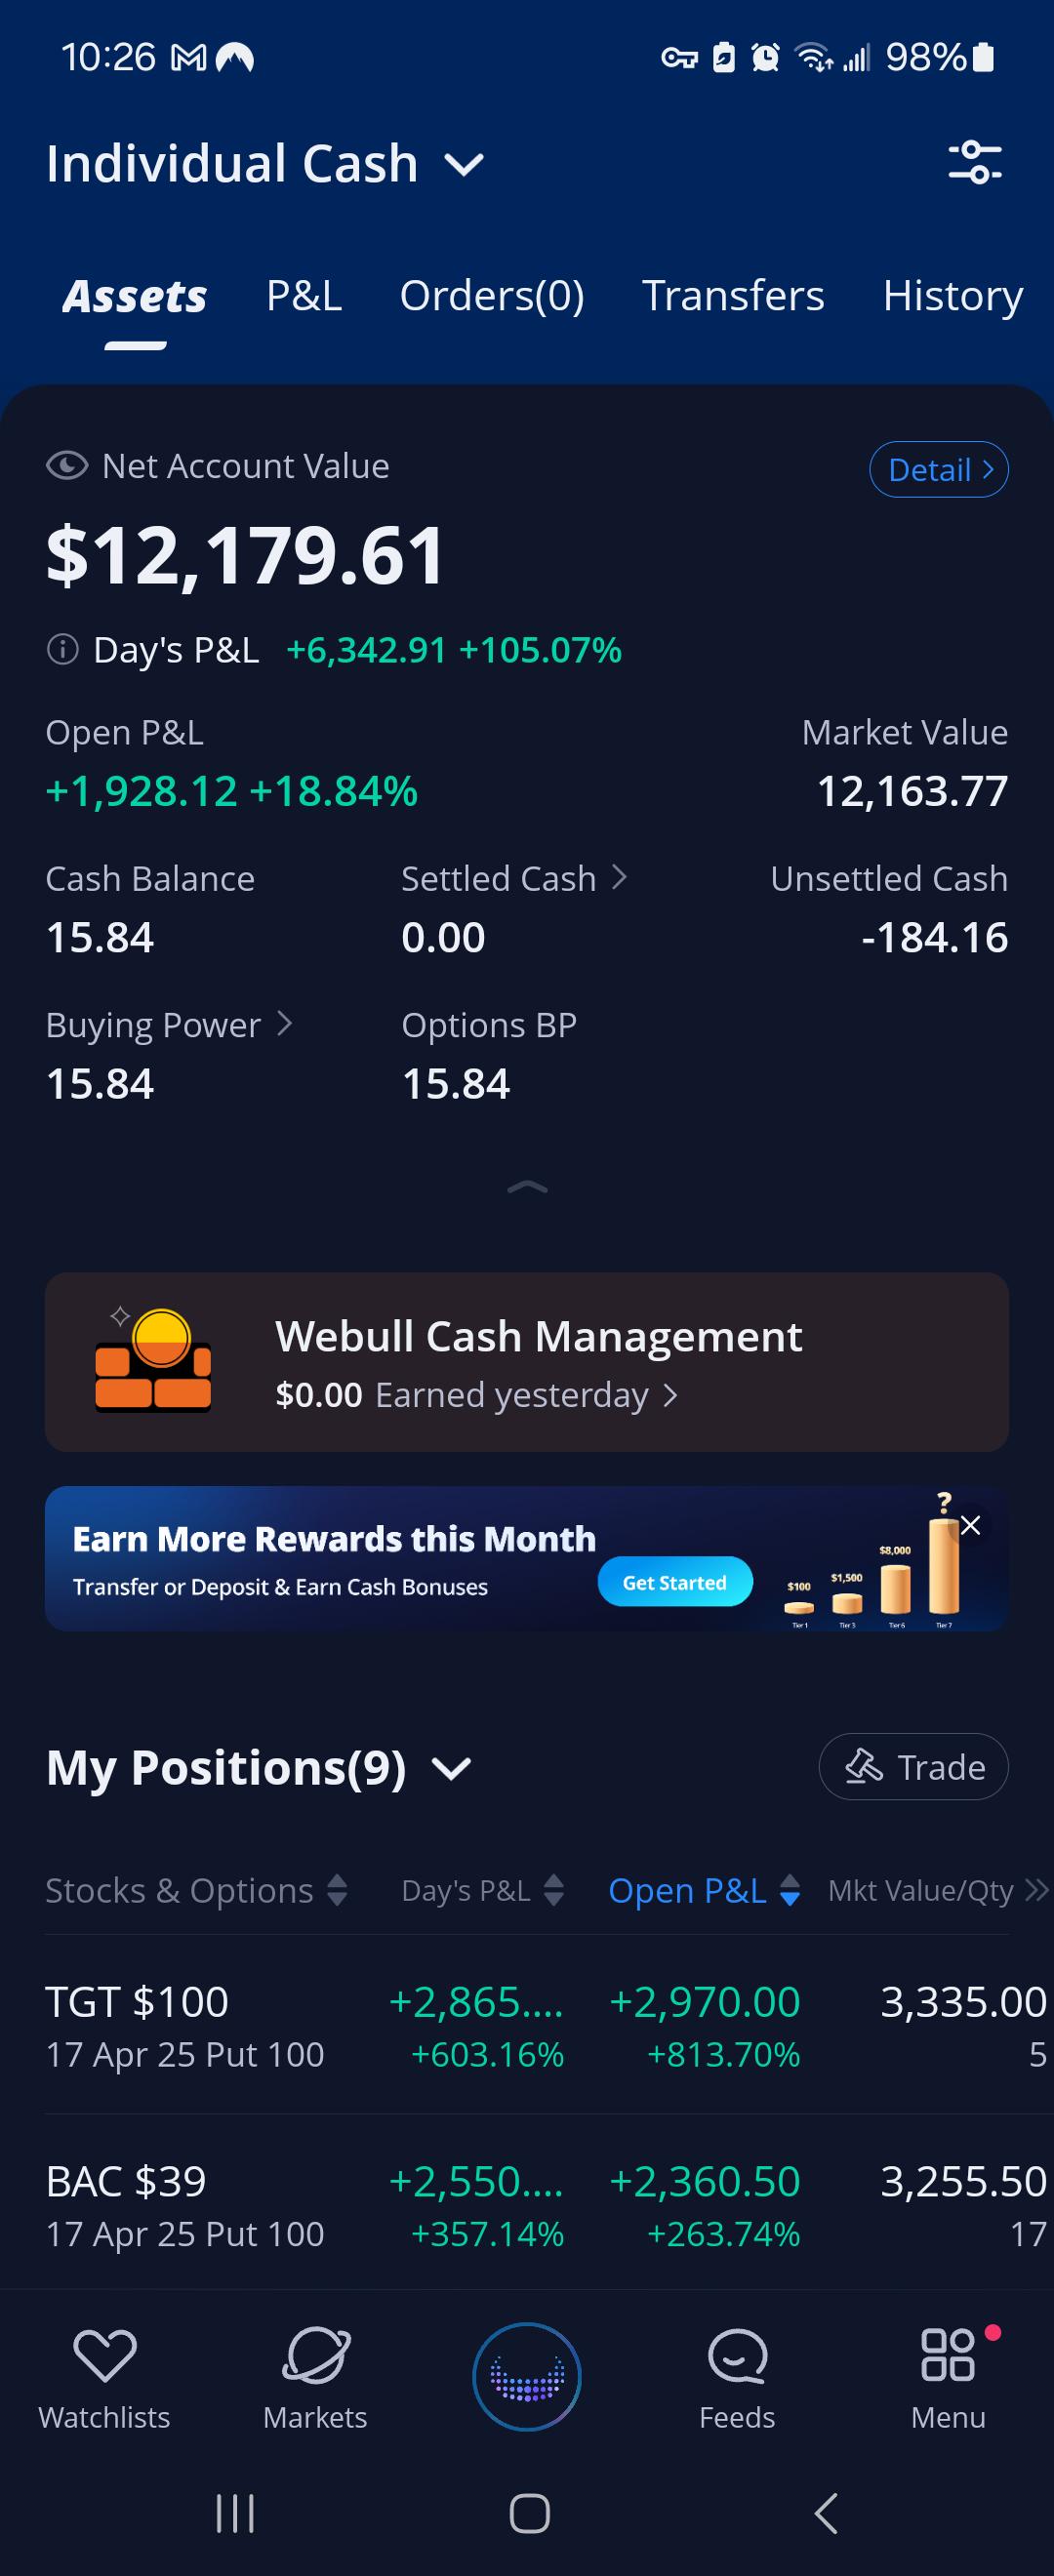 10:26 98%
Individual Cash
Assets P&L Orders(0) Transfers History
Net Account Value Detail
$12,179.61
Day's P&L +6,342.91 +105.07%
Open P&L Market Value
+1,928.12 +18.84% 12,163.77
Cash Balance Settled Cash Unsettled Cash
15.84 0.00 -184.16
Buying Power Options BP
15.84 15.84
Webull Cash Management
$0.00 Earned yesterday
Earn More Rewards this Month
Transfer or Deposit & Earn Cash Bonuses
Get Started
$100 $1,500 $8,000 ?
Tier 1 Tier 3 Tier 6 Tier 7
My Positions(9) Trade
Stocks & Options Day's P&L Open P&L Mkt Value/Qty
TGT $100 +2,865.... +2,970.00 3,335.00
17 Apr 25 Put 100 +603.16% +813.70% 5
BAC $39 +2,550.... +2,360.50 3,255.50
17 Apr 25 Put 100 +357.14% +263.74% 17
Watchlists Markets Feeds Menu